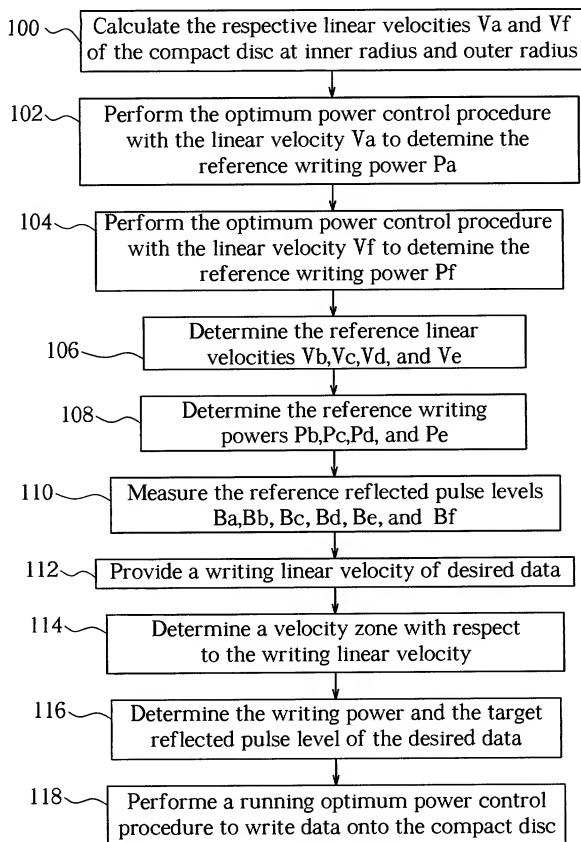 100
Calculate the respective linear velocities Va and Vf
of the compact disc at inner radius and outer radius
102
Perform the optimum power control procedure
with the linear velocity Va to detemine the
reference writing power Pa
104
Perform the optimum power control procedure
with the linear velocity Vf to detemine the
reference writing power Pf
106
Determine the reference linear
velocities Vb,Vc,Vd, and Ve
108
Determine the reference writing
powers Pb,Pc,Pd, and Pe
110
Measure the reference reflected pulse levels
Ba,Bb, Bc, Bd, Be, and Bf
112
Provide a writing linear velocity of desired data
114
Determine a velocity zone with respect
to the writing linear velocity
116
Determine the writing power and the target
reflected pulse level of the desired data
118
Performe a running optimum power control
procedure to write data onto the compact disc